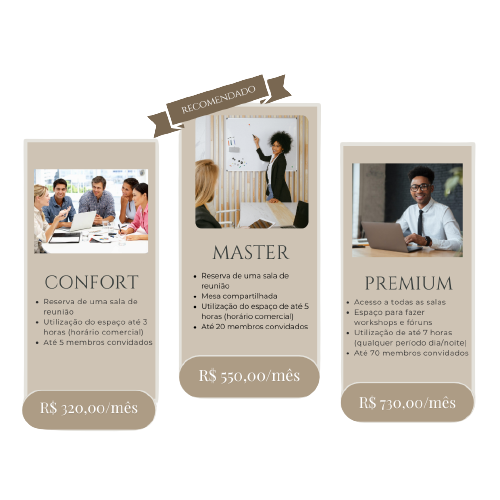 RECOMENDADO
CONFORT
Reserva de uma sala de
reunião
Utilização do espaço até 3
horas (horário comercial)
Até 5 membros convidados
R$ 320,00/mês
MASTER
Reserva de uma sala de
reunião
Mesa compartilhada
Utilização do espaço de até 5
horas (horário comercial)
Até 20 membros convidados
R$ 550,00/mês
PREMIUM
Acesso a todas as salas
Espaço para fazer
workshops e fóruns
Utilização de até 7 horas
(qualquer período dia/noite)
Até 70 membros convidados
R$ 730,00/mês